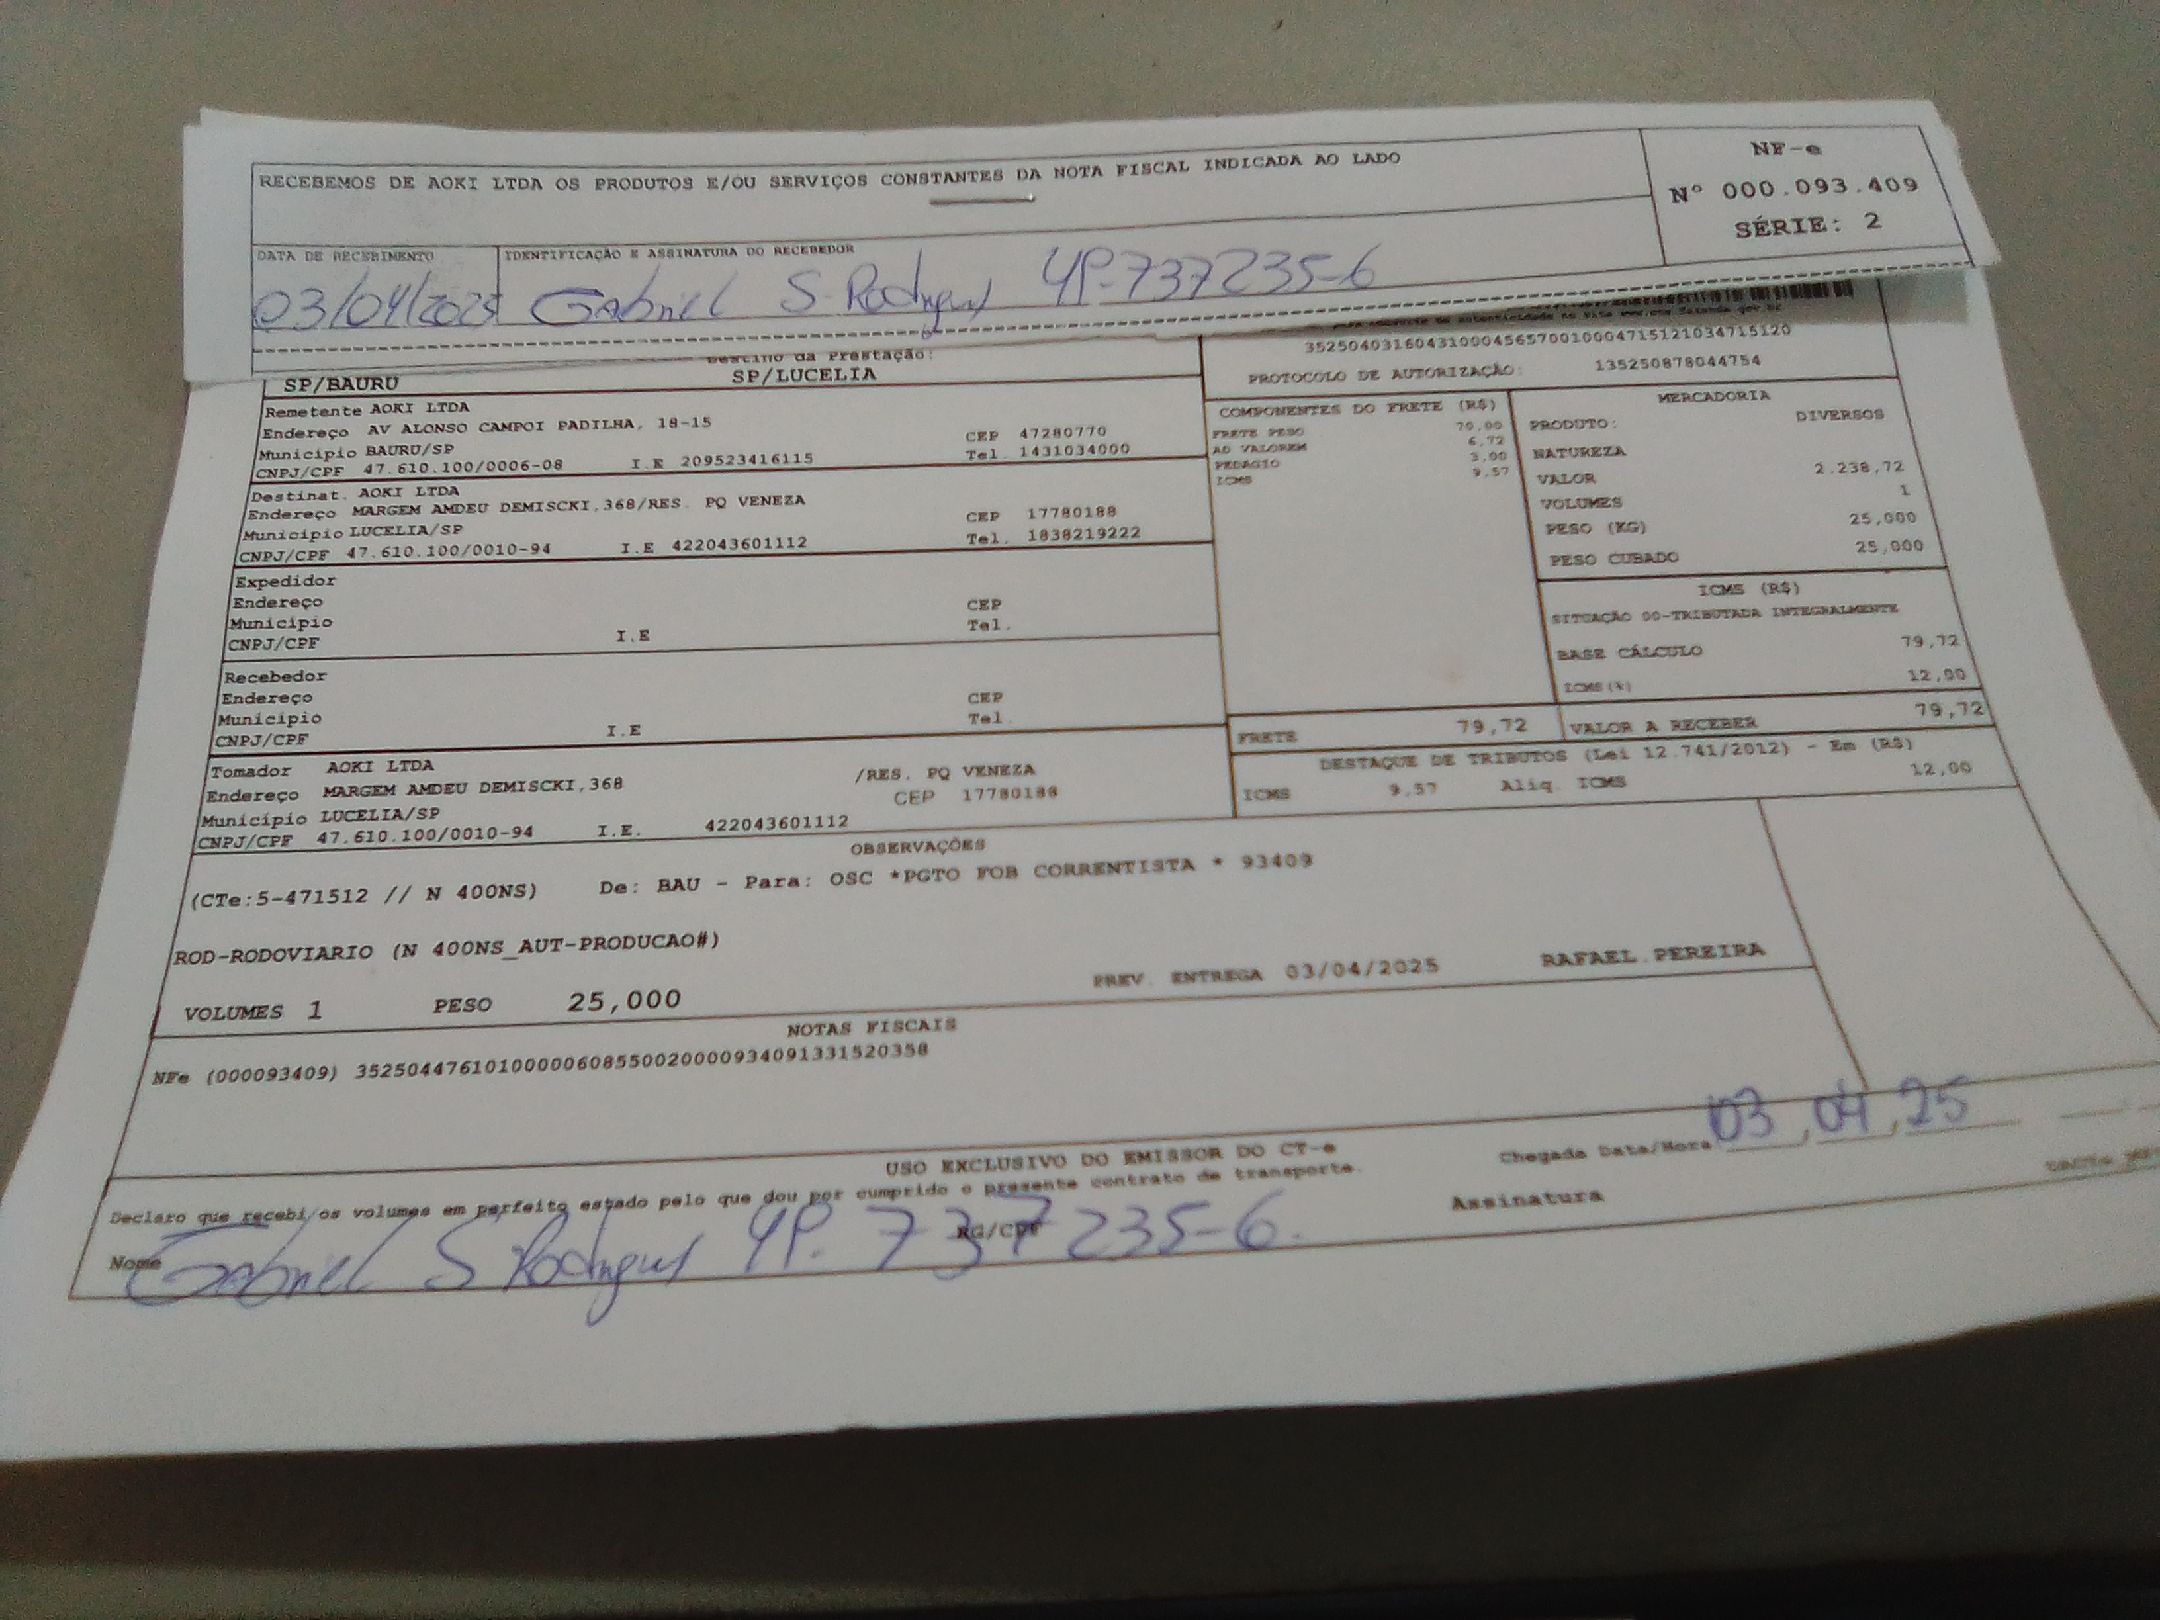 RECEBEMOS DE AOKI LTDA OS PRODUTOS E/OU SERVIÇOS CONSTANTES DA NOTA FISCAL INDICADA AO LADO
NF-e
Nº 000.093.409
SÉRIE: 2
DATA DE RECEBIMENTO
IDENTIFICAÇÃO E ASSINATURA DO RECEBEDOR
03/04/2025 Gabriel S. Rodrigues 737235-6
Destino da Prestação:
SP/BAURU SP/LUCELIA
35250403160431000456570010004715121034715120
PROTOCOLO DE AUTORIZAÇÃO: 135250878044754
Remetente AOKI LTDA
Endereço AV ALONSO CAMPOI PADILHA, 18-15 CEP 47280770
Município BAURU/SP Tel. 1431034000
CNPJ/CPF 47.610.100/0006-08 I.E 209523416115
Destinat. AOKI LTDA
Endereço MARGEM AMDEU DEMISCKI,368/RES. PQ VENEZA CEP 17780188
Município LUCELIA/SP Tel. 1838219222
CNPJ/CPF 47.610.100/0010-94 I.E 422043601112
Expedidor
Endereço CEP
Município Tel.
CNPJ/CPF I.E
Recebedor
Endereço CEP
Município Tel.
CNPJ/CPF I.E
Tomador AOKI LTDA
Endereço MARGEM AMDEU DEMISCKI,368 /RES. PQ VENEZA
Município LUCELIA/SP CEP 17780188
CNPJ/CPF 47.610.100/0010-94 I.E. 422043601112
COMPONENTES DO FRETE (R$)
FRETE PESO 70,00
AD VALOREM 6,72
PEDAGIO 3,00
ICMS 9,57
MERCADORIA
PRODUTO: DIVERSOS
NATUREZA
VALOR 2.238,72
VOLUMES 1
PESO (KG) 25,000
PESO CUBADO 25,000
ICMS (R$)
SITUAÇÃO 00-TRIBUTADA INTEGRALMENTE
BASE CÁLCULO 79,72
ICMS(%) 12,00
FRETE 79,72
VALOR A RECEBER 79,72
DESTAQUE DE TRIBUTOS (Lei 12.741/2012) - Em (R$)
ICMS 9,57 Aliq. ICMS 12,00
OBSERVAÇÕES
(CTe:5-471512 // N 400NS) De: BAU - Para: OSC *PGTO FOB CORRENTISTA * 93409
ROD-RODOVIARIO (N 400NS_AUT-PRODUCAO#)
VOLUMES 1 PESO 25,000 PREV. ENTREGA 03/04/2025 RAFAEL.PEREIRA
NOTAS FISCAIS
NFe (000093409) 35250447610100000608550020000934091331520358
USO EXCLUSIVO DO EMISSOR DO CT-e
Declaro que recebi os volumes em perfeito estado pelo que dou por cumprido o presente contrato de transporte.
Chegada Data/Hora 03,04,25
Nome Gabriel S Rodrigues RG/CPF 737235-6.
Assinatura